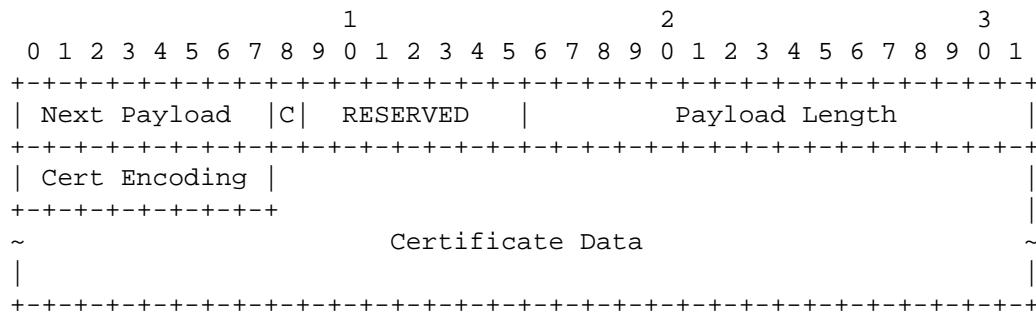 1                   2                   3
 0 1 2 3 4 5 6 7 8 9 0 1 2 3 4 5 6 7 8 9 0 1 2 3 4 5 6 7 8 9 0 1
+-+-+-+-+-+-+-+-+-+-+-+-+-+-+-+-+-+-+-+-+-+-+-+-+-+-+-+-+-+-+-+-+
| Next Payload  |C|  RESERVED   |         Payload Length        |
+-+-+-+-+-+-+-+-+-+-+-+-+-+-+-+-+-+-+-+-+-+-+-+-+-+-+-+-+-+-+-+-+
| Cert Encoding |                                               |
+-+-+-+-+-+-+-+-+                                               |
~                       Certificate Data                        ~
|                                                               |
+-+-+-+-+-+-+-+-+-+-+-+-+-+-+-+-+-+-+-+-+-+-+-+-+-+-+-+-+-+-+-+-+